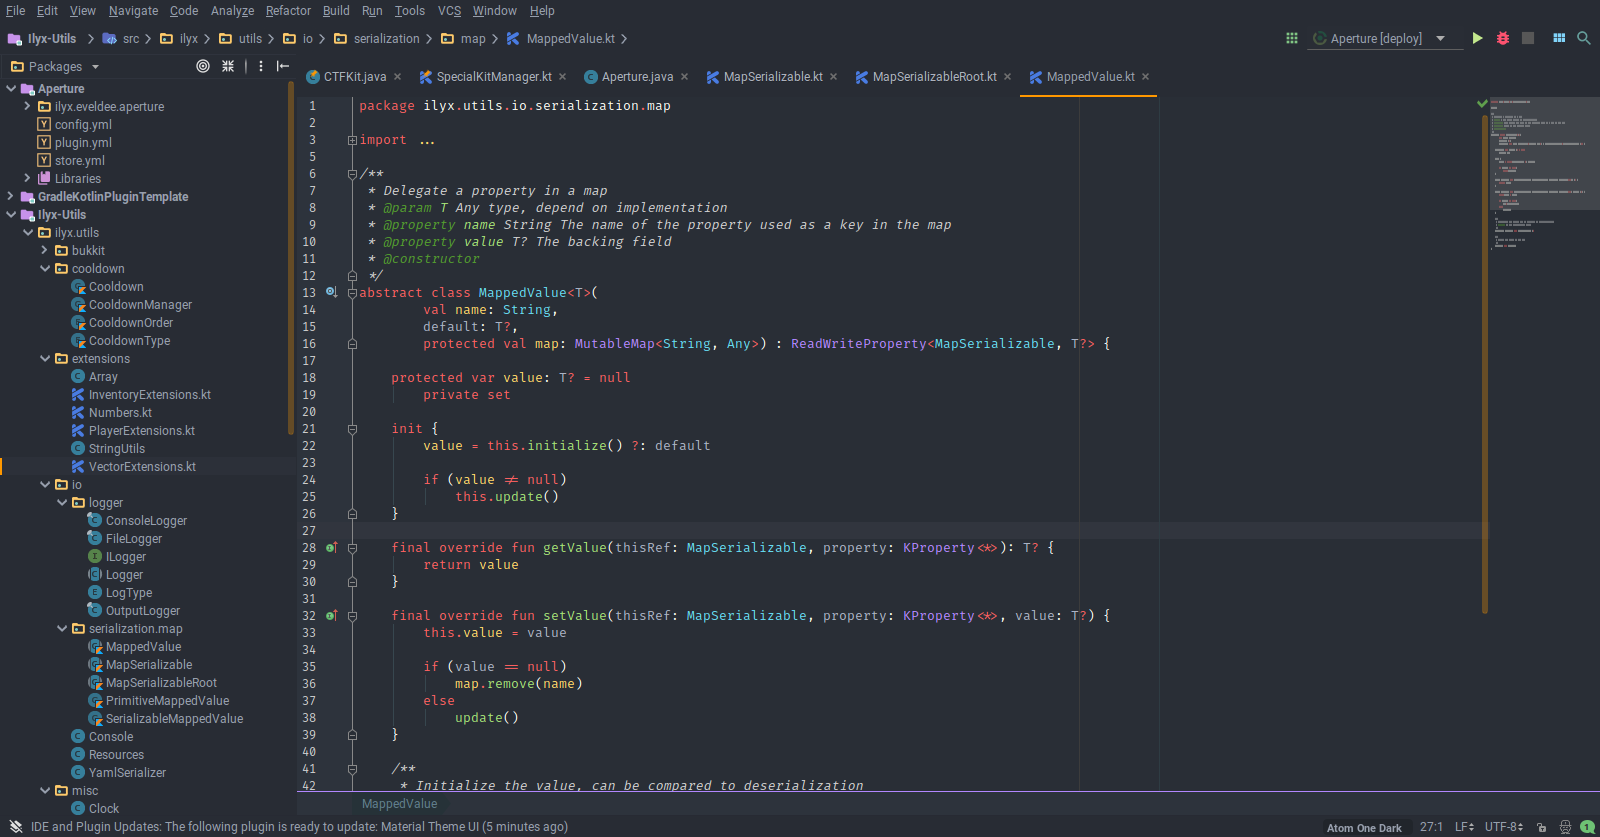 File Edit View Navigate Code Analyze Refactor Build Run Tools VCS Window Help
Ilyx-Utils src ilyx utils io serialization map MappedValue.kt Aperture [deploy]
Packages
CTFKit.java SpecialKitManager.kt Aperture.java MapSerializable.kt MapSerializableRoot.kt MappedValue.kt
Aperture
ilyx.eveldee.aperture
config.yml
plugin.yml
store.yml
Libraries
GradleKotlinPluginTemplate
Ilyx-Utils
ilyx.utils
bukkit
cooldown
Cooldown
CooldownManager
CooldownOrder
CooldownType
extensions
Array
InventoryExtensions.kt
Numbers.kt
PlayerExtensions.kt
StringUtils
VectorExtensions.kt
io
logger
ConsoleLogger
FileLogger
ILogger
Logger
LogType
OutputLogger
serialization.map
MappedValue
MapSerializable
MapSerializableRoot
PrimitiveMappedValue
SerializableMappedValue
Console
Resources
YamlSerializer
misc
Clock
1 package ilyx.utils.io.serialization.map
2
3 import ...
5
6 /**
7 * Delegate a property in a map
8 * @param T Any type, depend on implementation
9 * @property name String The name of the property used as a key in the map
10 * @property value T? The backing field
11 * @constructor
12 */
13 abstract class MappedValue<T>(
14 val name: String,
15 default: T?,
16 protected val map: MutableMap<String, Any>) : ReadWriteProperty<MapSerializable, T?> {
17
18 protected var value: T? = null
19 private set
20
21 init {
22 value = this.initialize() ?: default
23
24 if (value ≠ null)
25 this.update()
26 }
27
28 final override fun getValue(thisRef: MapSerializable, property: KProperty<*>): T? {
29 return value
30 }
31
32 final override fun setValue(thisRef: MapSerializable, property: KProperty<*>, value: T?) {
33 this.value = value
34
35 if (value == null)
36 map.remove(name)
37 else
38 update()
39 }
40
41 /**
42 * Initialize the value, can be compared to deserialization
MappedValue
IDE and Plugin Updates: The following plugin is ready to update: Material Theme UI (5 minutes ago) Atom One Dark 27:1 LF UTF-8 1